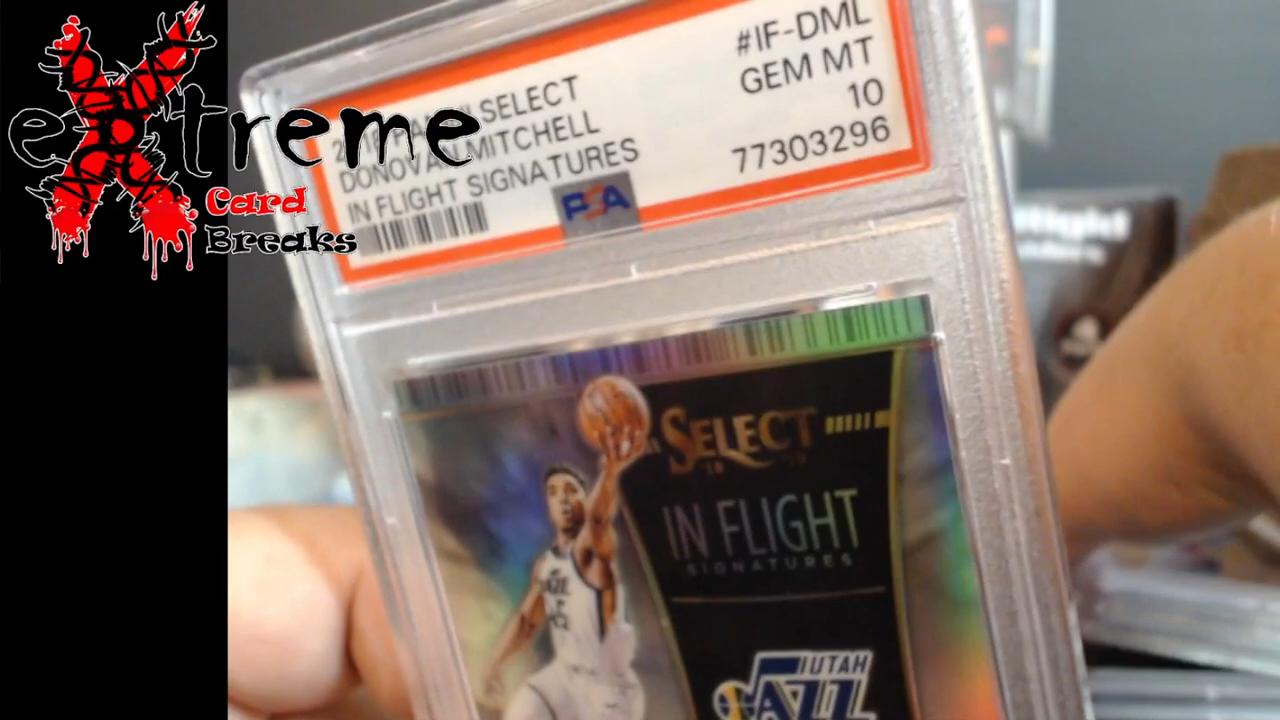 extreme
Card
Breaks
SELECT
DONOVAN MITCHELL
IN FLIGHT SIGNATURES
#IF-DML
GEM MT
10
77303296
PSA
SELECT
IN FLIGHT
SIGNATURES
UTAH
JAZZ